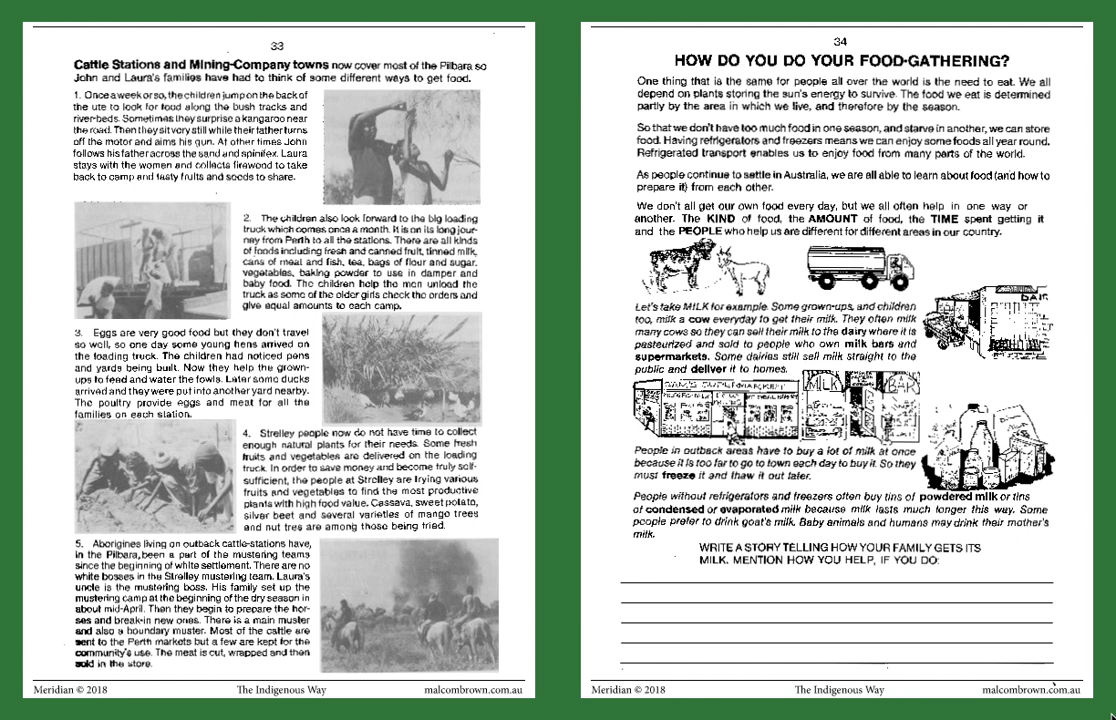 33
Cattle Stations and Mining-Company towns now cover most of the Pilbara so
John and Laura's families have had to think of some different ways to get food.
1. Once a week or so, the children jump on the back of
the ute to look for food along the bush tracks and
river-beds. Sometimes they surprise a kangaroo near
the road. Then they sit very still while their father turns
off the motor and aims his gun. At other times John
follows his father across the sand and spinifex. Laura
stays with the women and collects firewood to take
back to camp and tasty fruits and seeds to share.
2. The children also look forward to the big loading
truck which comes once a month. It is on its long jour-
ney from Perth to all the stations. There are all kinds
of foods including fresh and canned fruit, tinned milk,
cans of meat and fish, tea, bags of flour and sugar,
vegetables, baking powder to use in damper and
baby food. The children help the men unload the
truck as some of the older girls check the orders and
give equal amounts to each camp.
3. Eggs are very good food but they don't travel
so well, so one day some young hens arrived on
the loading truck. The children had noticed pens
and yards being built. Now they help the grown-
ups to feed and water the fowls. Later some ducks
arrived and they were put into another yard nearby.
The poultry provide eggs and meat for all the
families on each station.
4. Strelley people now do not have time to collect
enough natural plants for their needs. Some fresh
fruits and vegetables are delivered on the loading
truck. In order to save money and become truly self-
sufficient, the people at Strelley are trying various
fruits and vegetables to find the most productive
plants with high food value. Cassava, sweet potato,
silver beet and several varieties of mango trees
and nut tres are among those being tried.
5. Aborigines living on outback cattle-stations have,
in the Pilbara, been a part of the mustering teams
since the beginning of white settlement. There are no
white bosses in the Strelley mustering team. Laura's
uncle is the mustering boss. His family set up the
mustering camp at the beginning of the dry season in
about mid-April. Then they begin to prepare the hor-
ses and break-in new ones. There is a main muster
and also a boundary muster. Most of the cattle are
sent to the Perth markets but a few are kept for the
community's use. The meat is cut, wrapped and then
sold in the store.
Meridian © 2018 The Indigenous Way malcombrown.com.au
34
HOW DO YOU DO YOUR FOOD-GATHERING?
One thing that is the same for people all over the world is the need to eat. We all
depend on plants storing the sun's energy to survive. The food we eat is determined
partly by the area in which we live, and therefore by the season.
So that we don't have too much food in one season, and starve in another, we can store
food. Having refrigerators and freezers means we can enjoy some foods all year round.
Refrigerated transport enables us to enjoy food from many parts of the world.
As people continue to settle in Australia, we are all able to learn about food (and how to
prepare it) from each other.
We don't all get our own food every day, but we all often help in one way or
another. The KIND of food, the AMOUNT of food, the TIME spent getting it
and the PEOPLE who help us are different for different areas in our country.
Let's take MILK for example. Some grown-ups, and children
too, milk a cow everyday to get their milk. They often milk
many cows so they can sell their milk to the dairy where it is
pasteurized and sold to people who own milk bars and
supermarkets. Some dairies still sell milk straight to the
public and deliver it to homes.
DAIR
MILK BAR
People in outback areas have to buy a lot of milk at once
because it is too far to go to town each day to buy it. So they
must freeze it and thaw it out later.
People without refrigerators and freezers often buy tins of powdered milk or tins
of condensed or evaporated milk because milk lasts much longer this way. Some
people prefer to drink goat's milk. Baby animals and humans may drink their mother's
milk.
WRITE A STORY TELLING HOW YOUR FAMILY GETS ITS
MILK. MENTION HOW YOU HELP, IF YOU DO:
Meridian © 2018 The Indigenous Way malcombrown.com.au